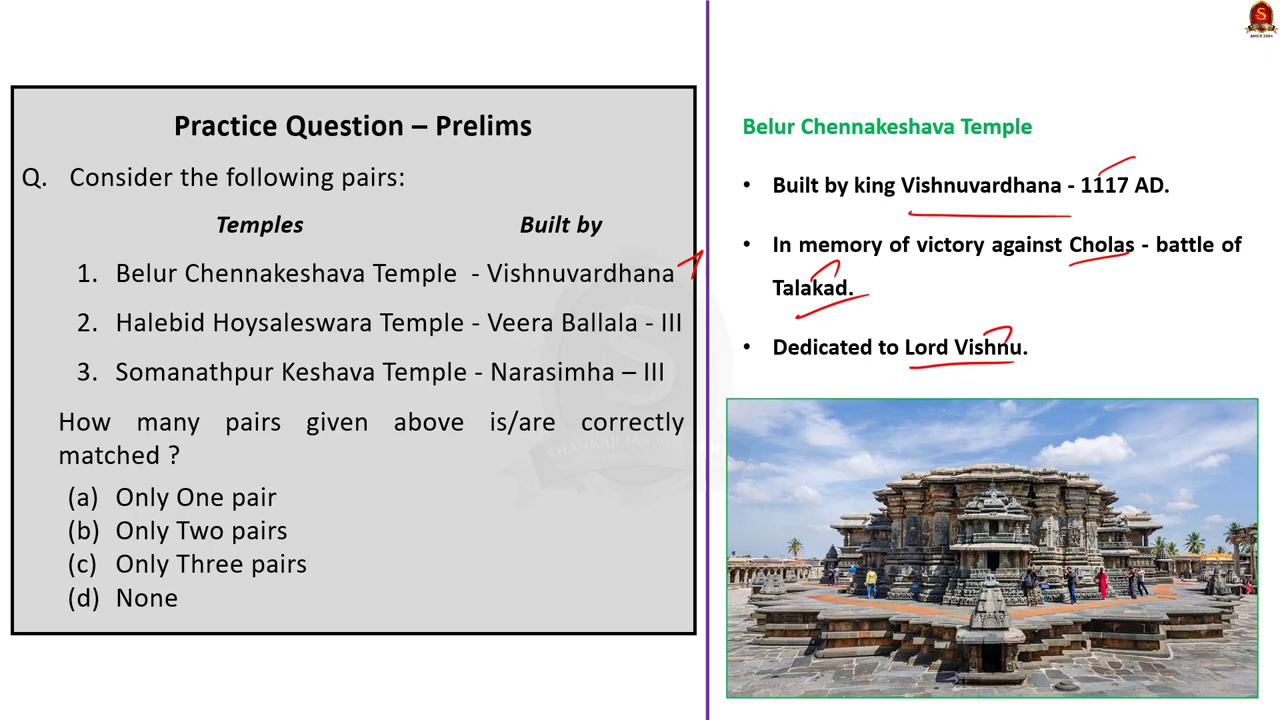 Practice Question – Prelims
Q. Consider the following pairs:
Temples Built by
1. Belur Chennakeshava Temple - Vishnuvardhana
2. Halebid Hoysaleswara Temple - Veera Ballala - III
3. Somanathpur Keshava Temple - Narasimha – III
How many pairs given above is/are correctly
matched ?
(a) Only One pair
(b) Only Two pairs
(c) Only Three pairs
(d) None
Belur Chennakeshava Temple
• Built by king Vishnuvardhana - 1117 AD.
• In memory of victory against Cholas - battle of
Talakad.
• Dedicated to Lord Vishnu.
S
SINCE 2004